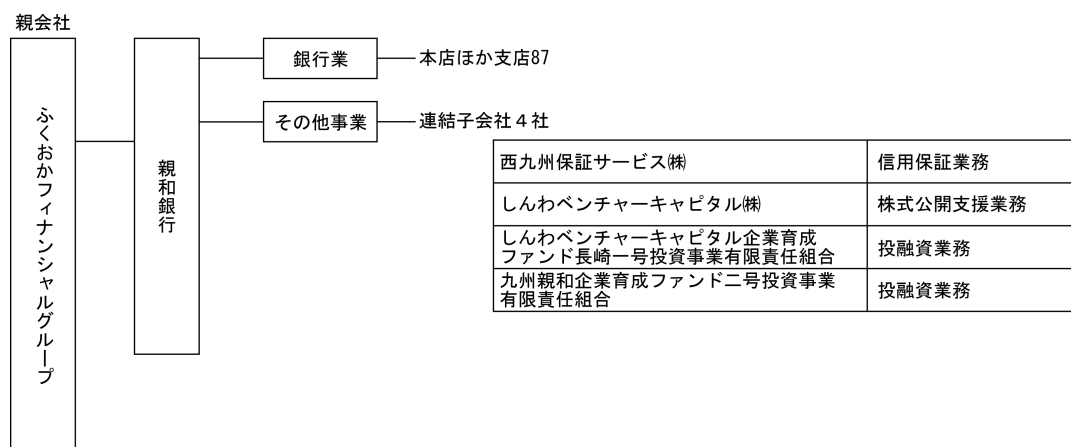 親会社
ふくおかフィナンシャルグループ
親和銀行
銀行業
本店ほか支店87
その他事業
連結子会社4社
西九州保証サービス㈱
信用保証業務
しんわベンチャーキャピタル㈱
株式公開支援業務
しんわベンチャーキャピタル企業育成
ファンド長崎一号投資事業有限責任組合
投融資業務
九州親和企業育成ファンド二号投資事業
有限責任組合
投融資業務